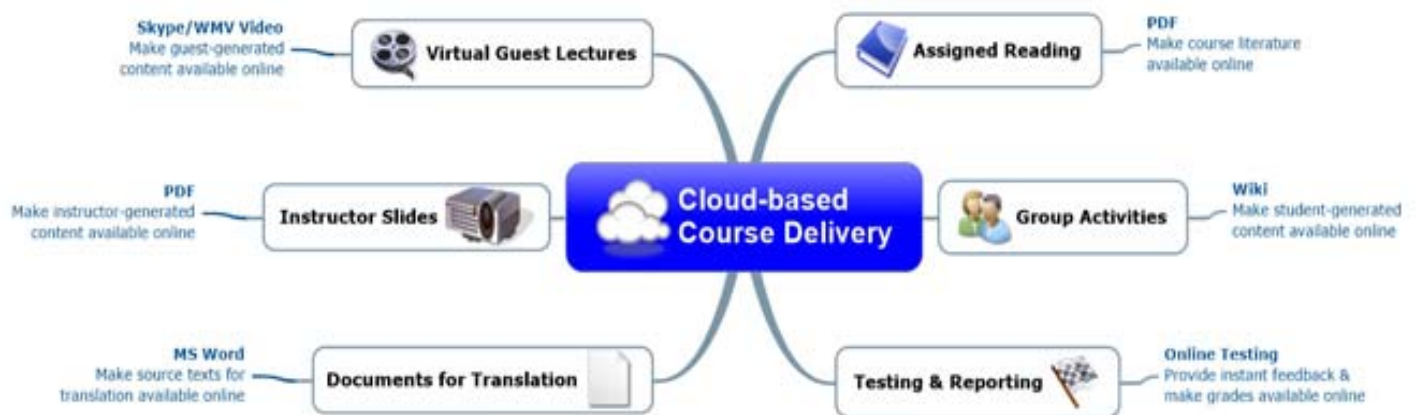 Skype/WMV Video
Make guest-generated
content available online
Virtual Guest Lectures
Assigned Reading
PDF
Make course literature
available online
PDF
Make instructor-generated
content available online
Instructor Slides
Cloud-based
Course Delivery
Group Activities
Wiki
Make student-generated
content available online
MS Word
Make source texts for
translation available online
Documents for Translation
Testing & Reporting
Online Testing
Provide instant feedback &
make grades available online